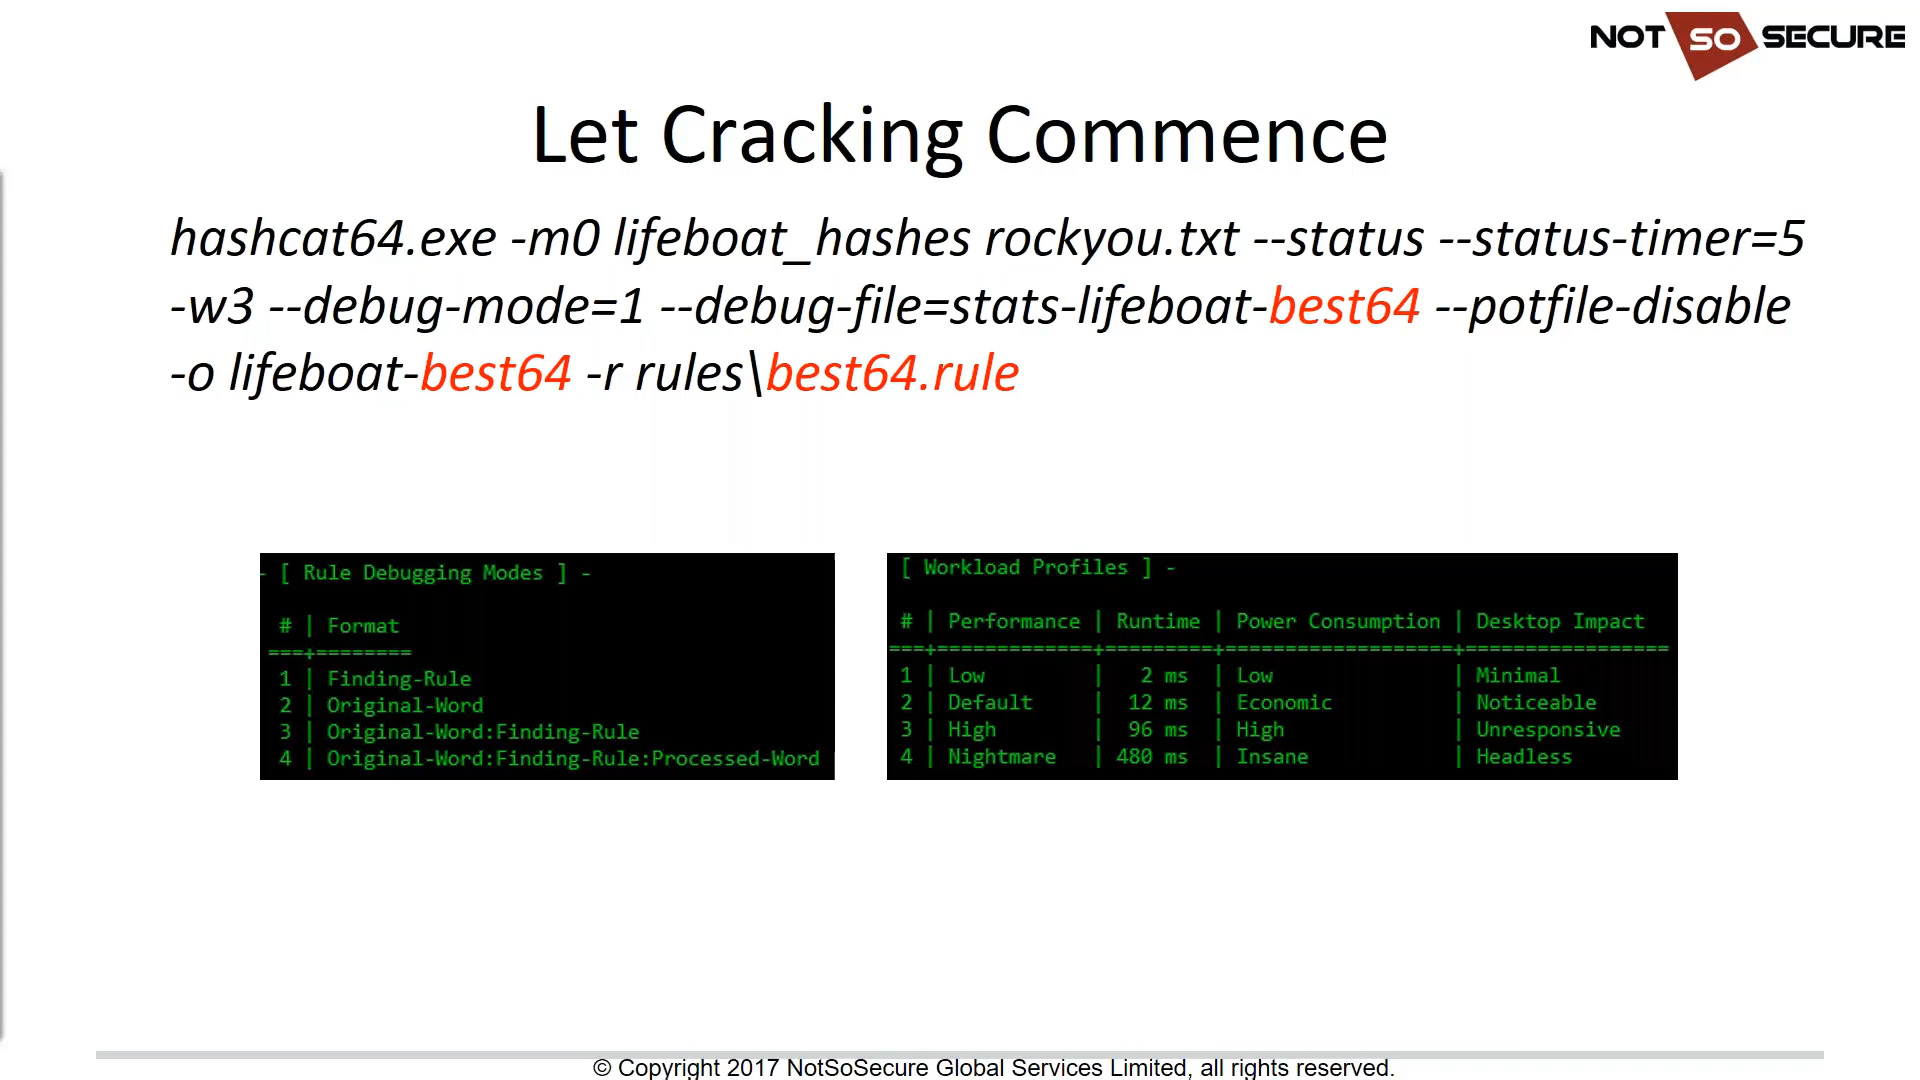 NOT SO SECURE
Let Cracking Commence
hashcat64.exe -m0 lifeboat_hashes rockyou.txt --status --status-timer=5
-w3 --debug-mode=1 --debug-file=stats-lifeboat-best64 --potfile-disable
-o lifeboat-best64 -r rules\best64.rule
- [ Rule Debugging Modes ] -
# | Format
===+========
1 | Finding-Rule
2 | Original-Word
3 | Original-Word:Finding-Rule
4 | Original-Word:Finding-Rule:Processed-Word
[ Workload Profiles ] -
# | Performance | Runtime | Power Consumption | Desktop Impact
===+=============+=========+===================+=================
1 | Low | 2 ms | Low | Minimal
2 | Default | 12 ms | Economic | Noticeable
3 | High | 96 ms | High | Unresponsive
4 | Nightmare | 480 ms | Insane | Headless
© Copyright 2017 NotSoSecure Global Services Limited, all rights reserved.